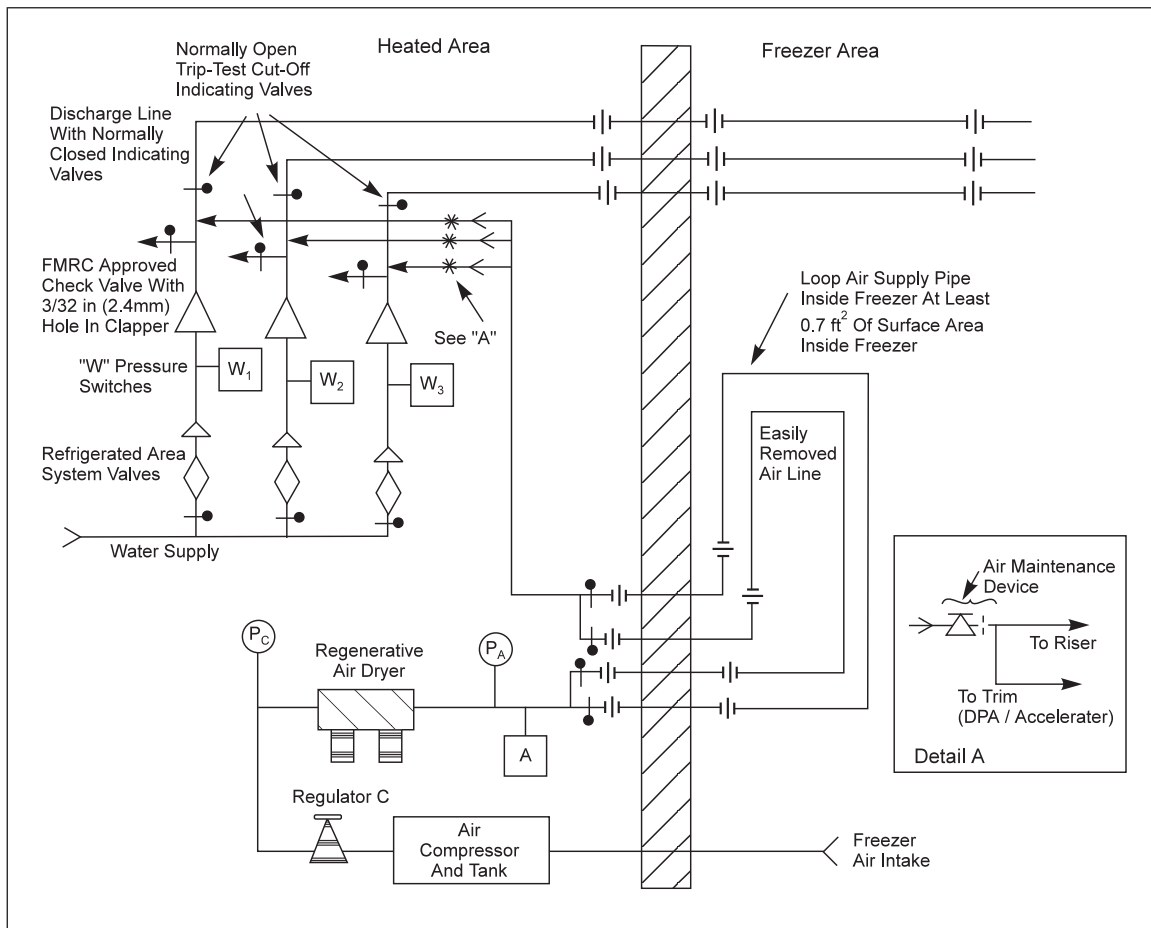 Heated Area
Freezer Area
Normally Open
Trip-Test Cut-Off
Indicating Valves
Discharge Line
With Normally
Closed Indicating
Valves
FMRC Approved
Check Valve With
3/32 in (2.4mm)
Hole In Clapper
See "A"
Loop Air Supply Pipe
Inside Freezer At Least
0.7 ft² Of Surface Area
Inside Freezer
"W" Pressure
Switches
W₁
W₂
W₃
Easily
Removed
Air Line
Refrigerated Area
System Valves
Water Supply
Air Maintenance
Device
To Riser
To Trim
(DPA / Accelerater)
Detail A
P_C
Regenerative
Air Dryer
P_A
A
Regulator C
Air
Compressor
And Tank
Freezer
Air Intake